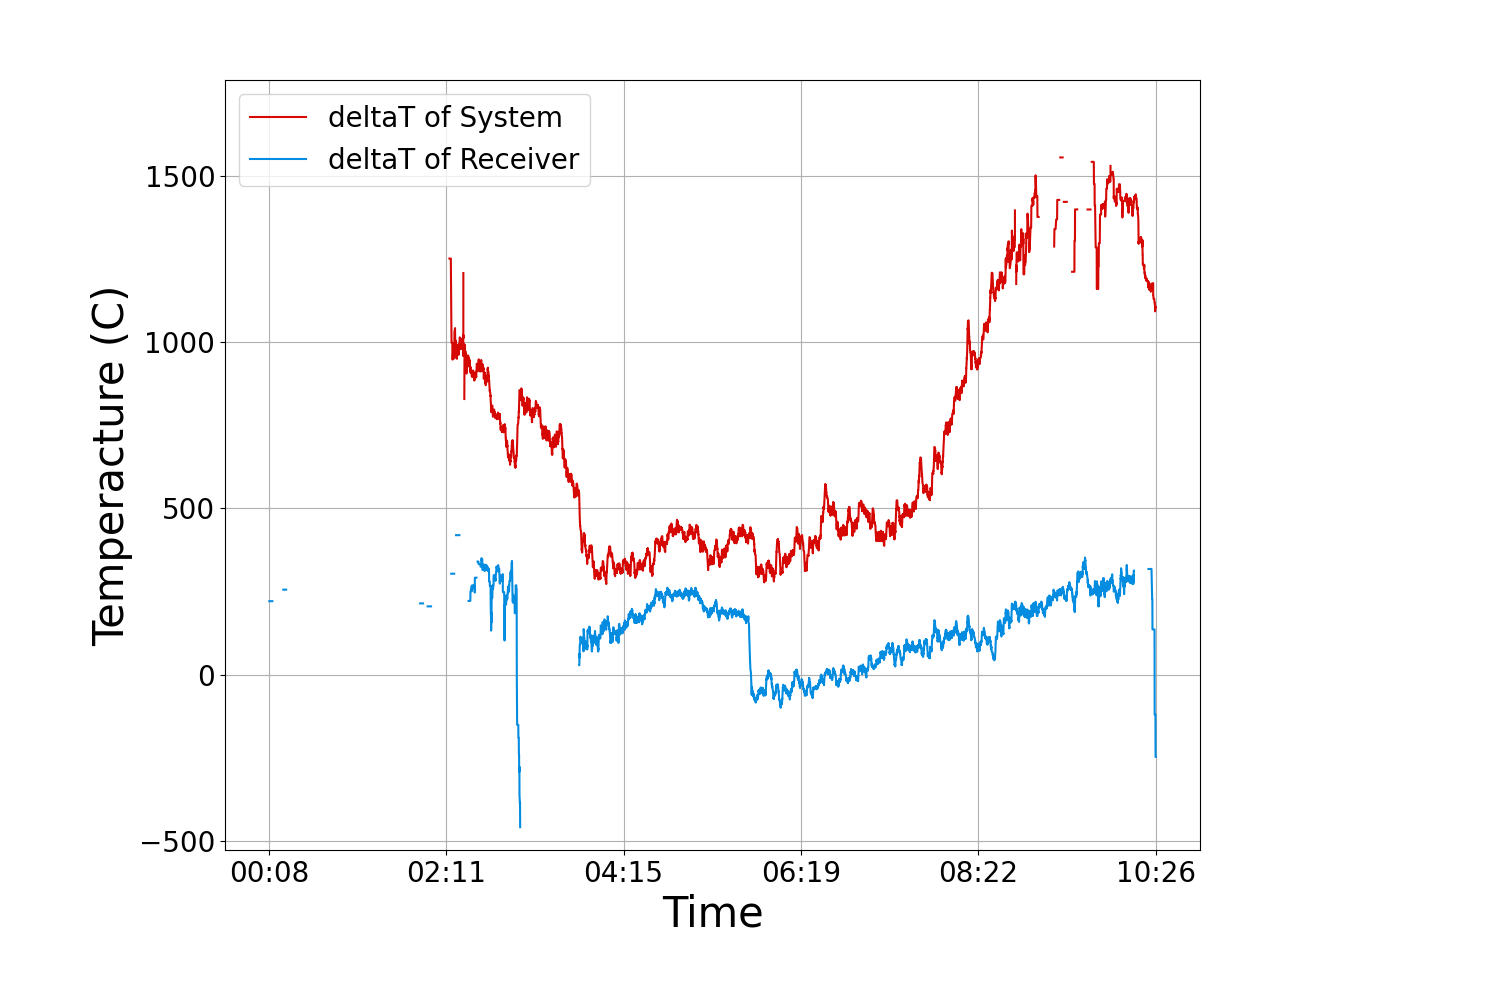 deltaT of System
deltaT of Receiver
1500
1000
500
0
−500
Temperacture (C)
00:08 02:11 04:15 06:19 08:22 10:26
Time